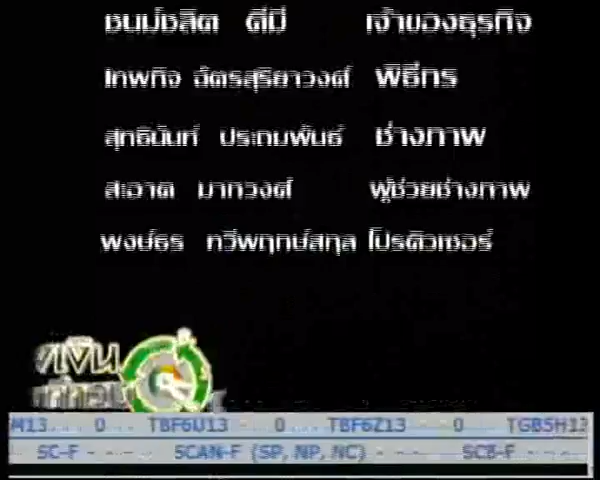 ชนม์ชลิต ดีมี เจ้าของธุรกิจ
เทพกิจ ฉัตรสุริยาวงศ์ พิธีกร
สุทธินันท์ ประถมพันธ์ ช่างภาพ
สะอาด มาทวงศ์ ผู้ช่วยช่างภาพ
พงษ์ธร ทวีพฤกษ์สกุล โปรดิวเซอร์
M13 0 TBF6U13 - 0 TBF6Z13 0 TGB5H13
SC-F - - - - SCAN-F (SP, NP, NC) - - - - SCB-F - - - -